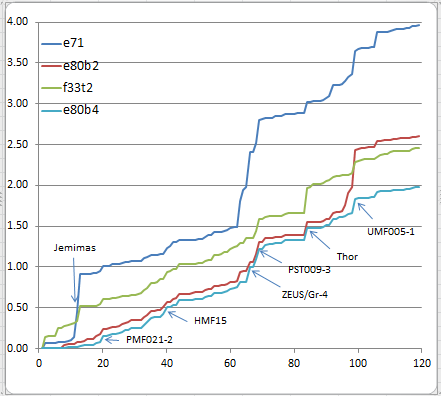 4.00
e71
e80b2
3.50
f33t2
e80b4
3.00
2.50
2.00
1.50
UMF005-1
Jemimas
Thor
1.00
PST009-3
ZEUS/Gr-4
0.50
HMF15
PMF021-2
0.00
0 20 40 60 80 100 120